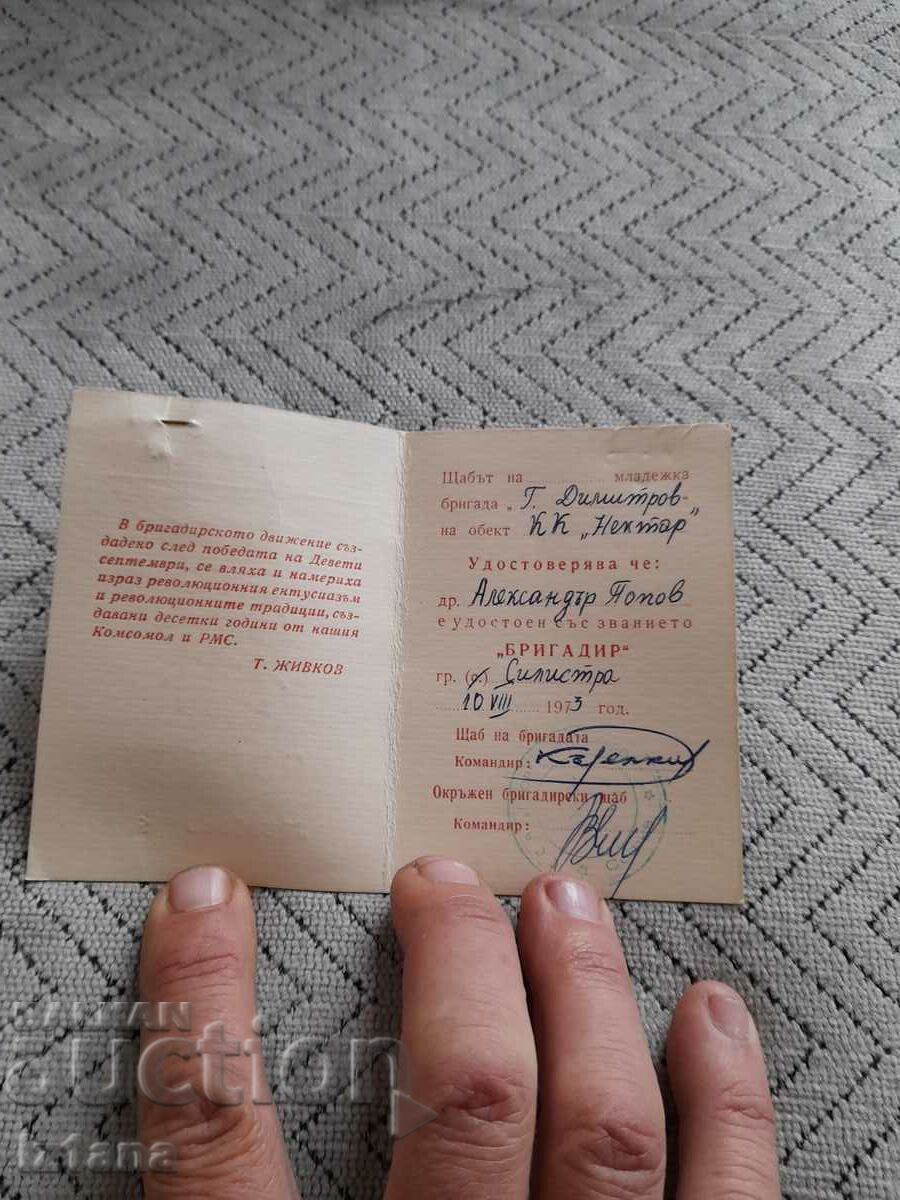 В бригадирското движение съз-
дадено след победата на Девети
септември, се вляха и намериха
израз революционния ентусиазъм
и революционните традиции, съз-
давани десетки години от нашия
Комсомол и РМС.
Т. ЖИВКОВ
Щабът на младежка
бригада „Г. Димитров"
на обект КК „Нектар"
Удостоверява че:
др. Александър Попов
е удостоен със званието
„БРИГАДИР"
гр. (с.) Силистра
10 VIII 1973 год.
Щаб на бригадата
Командир:
Окръжен бригадирски щаб
Командир:
BALKAN
auction
b.1ana